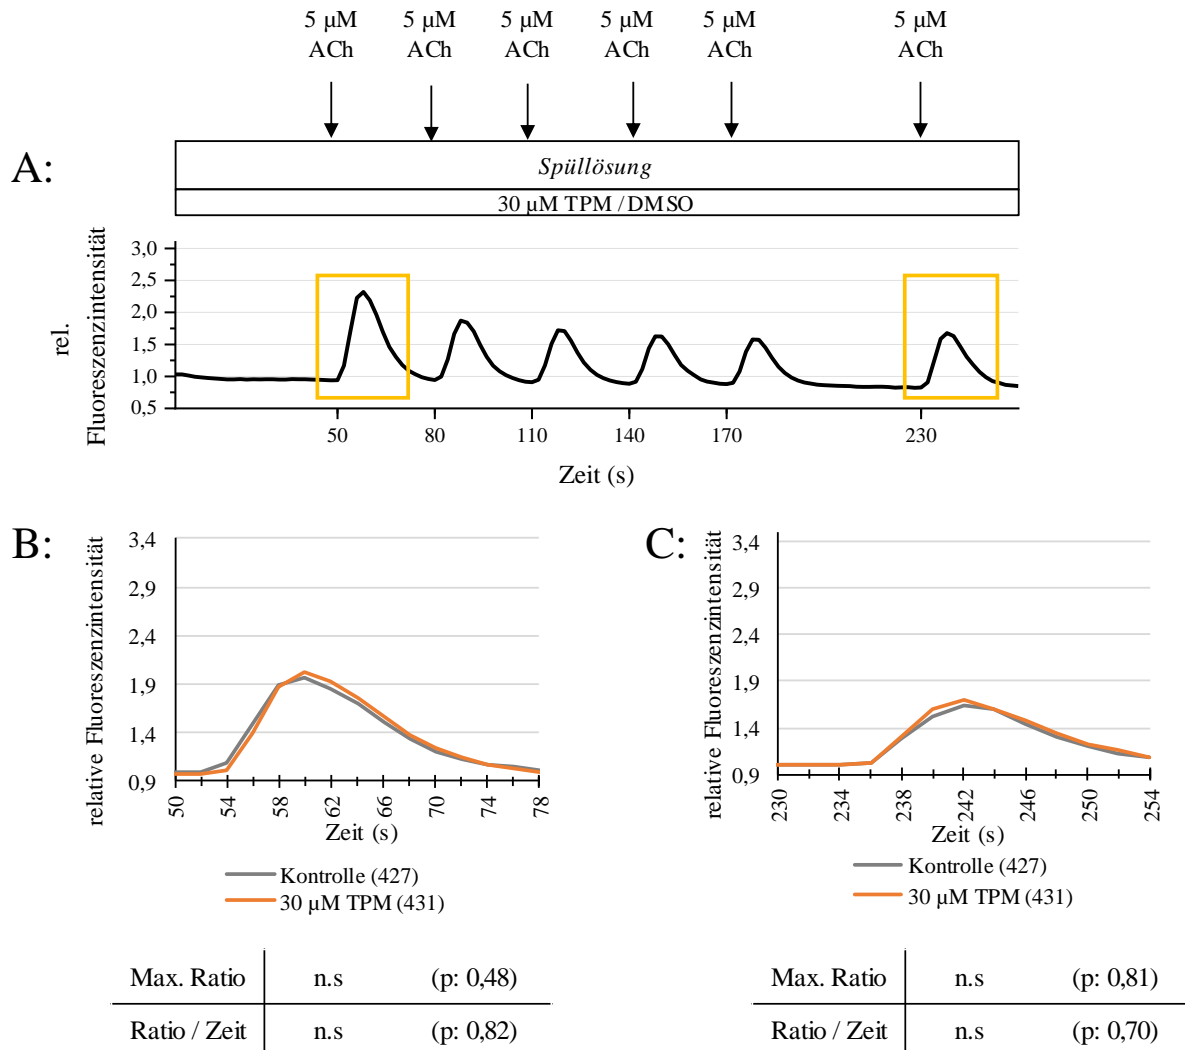 5 µM 5 µM 5 µM 5 µM 5 µM 5 µM
ACh ACh ACh ACh ACh ACh
A:
Spüllösung
30 µM TPM / DMSO
rel.
Fluoreszenzintensität
3,0
2,5
2,0
1,5
1,0
0,5
50 80 110 140 170 230
Zeit (s)
B:
relative Fluoreszenzintensität
3,4
2,9
2,4
1,9
1,4
0,9
50 54 58 62 66 70 74 78
Zeit (s)
Kontrolle (427)
30 µM TPM (431)
Max. Ratio n.s (p: 0,48)
Ratio / Zeit n.s (p: 0,82)
C:
relative Fluoreszenzintensität
3,4
2,9
2,4
1,9
1,4
0,9
230 234 238 242 246 250 254
Zeit (s)
Kontrolle (427)
30 µM TPM (431)
Max. Ratio n.s (p: 0,81)
Ratio / Zeit n.s (p: 0,70)